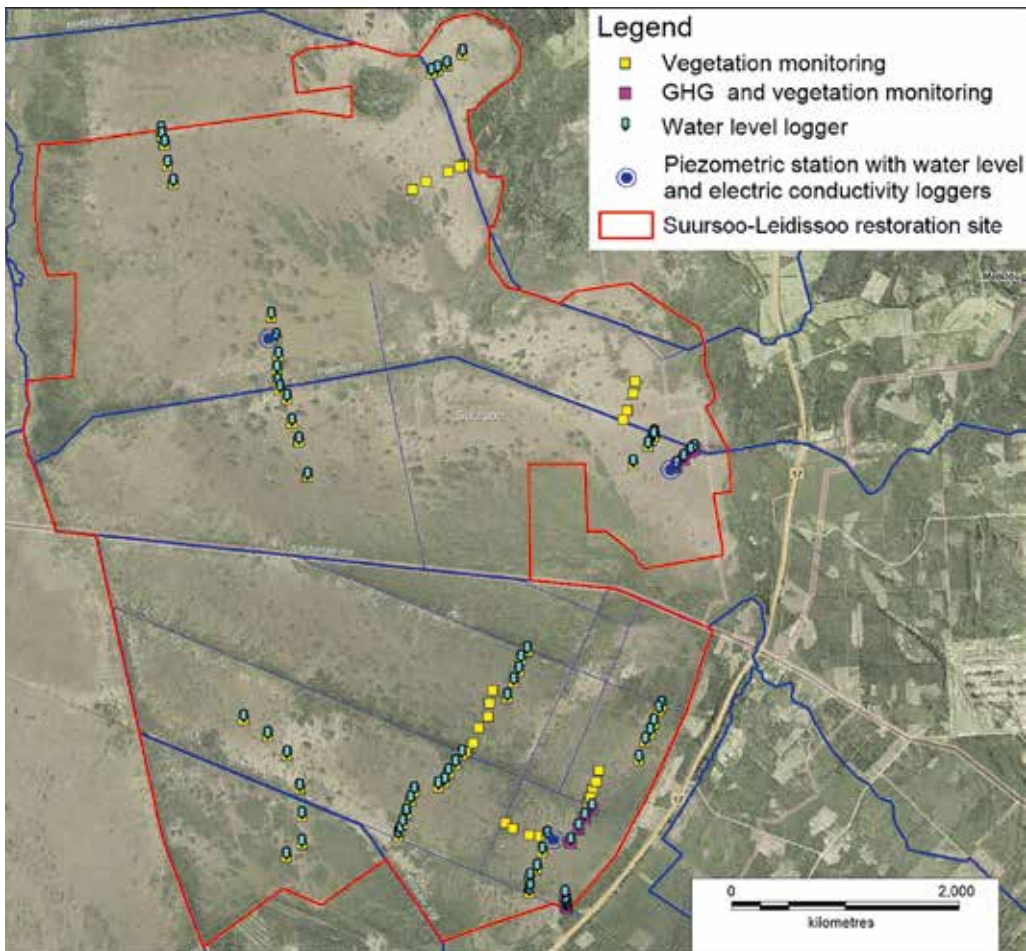 Legend
Vegetation monitoring
GHG and vegetation monitoring
Water level logger
Piezometric station with water level
and electric conductivity loggers
Suursoo-Leidissoo restoration site
17
17
0
2,000
kilometres